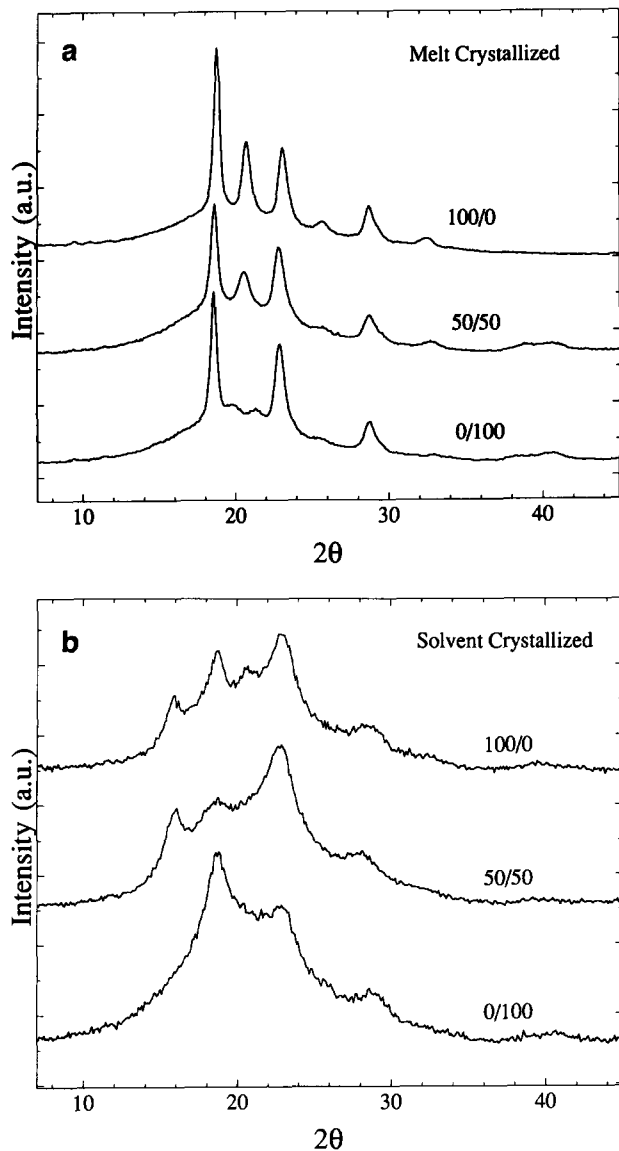 a
Melt Crystallized
100/0
50/50
0/100
Intensity (a.u.)
10 20 30 40
2θ
b
Solvent Crystallized
100/0
50/50
0/100
Intensity (a.u.)
10 20 30 40
2θ